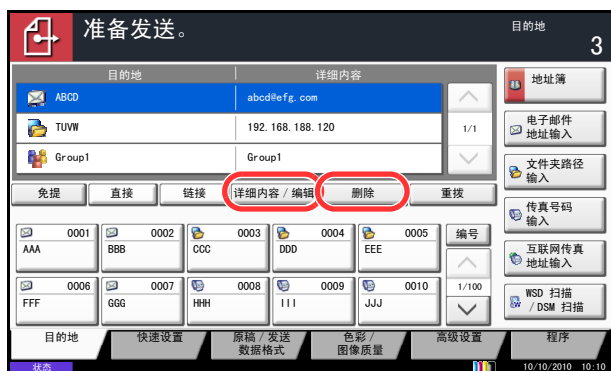 准备发送。
目的地
3
目的地 详细内容
ABCD abcd@efg.com
TUVW 192.168.188.120
1/1
Group1 Group1
免提 直接 链接 详细内容 / 编辑 删除 重拨
地址簿
电子邮件
地址输入
文件夹路径
输入
传真号码
输入
互联网传真
地址输入
WSD 扫描
/ DSM 扫描
0001 0002 0003 0004 0005 编号
AAA BBB CCC DDD EEE
0006 0007 0008 0009 0010 1/100
FFF GGG HHH III JJJ
目的地 快速设置 原稿 / 发送
数据格式 色彩 /
图像质量 高级设置 程序
状态 10/10/2010 10:10